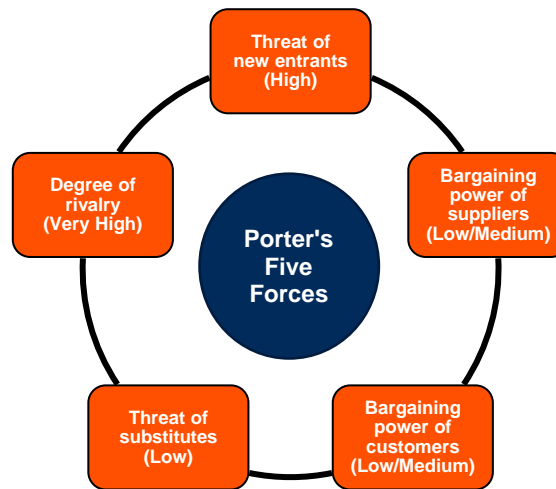 Threat of
new entrants
(High)
Bargaining
power of
suppliers
(Low/Medium)
Bargaining
power of
customers
(Low/Medium)
Threat of
substitutes
(Low)
Degree of
rivalry
(Very High)
Porter's
Five
Forces